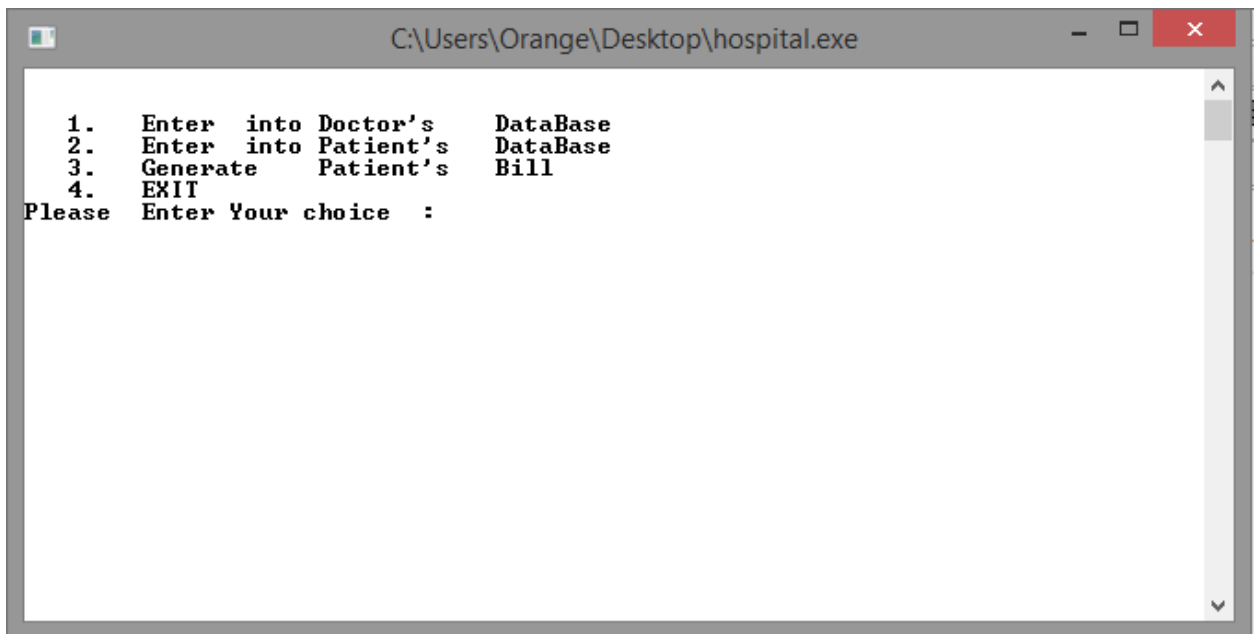 C:\Users\Orange\Desktop\hospital.exe
1. Enter into Doctor's DataBase
2. Enter into Patient's DataBase
3. Generate Patient's Bill
4. EXIT
Please Enter Your choice :